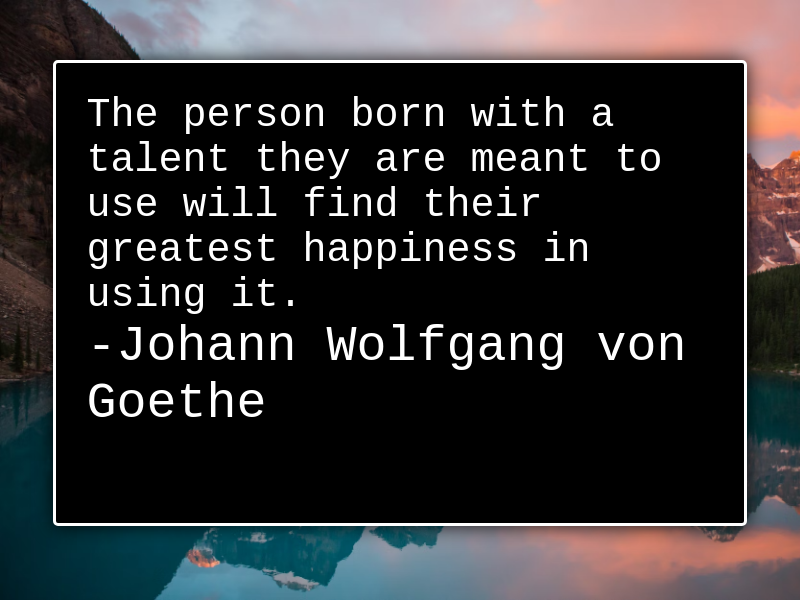 The person born with a
talent they are meant to
use will find their
greatest happiness in
using it.
-Johann Wolfgang von
Goethe